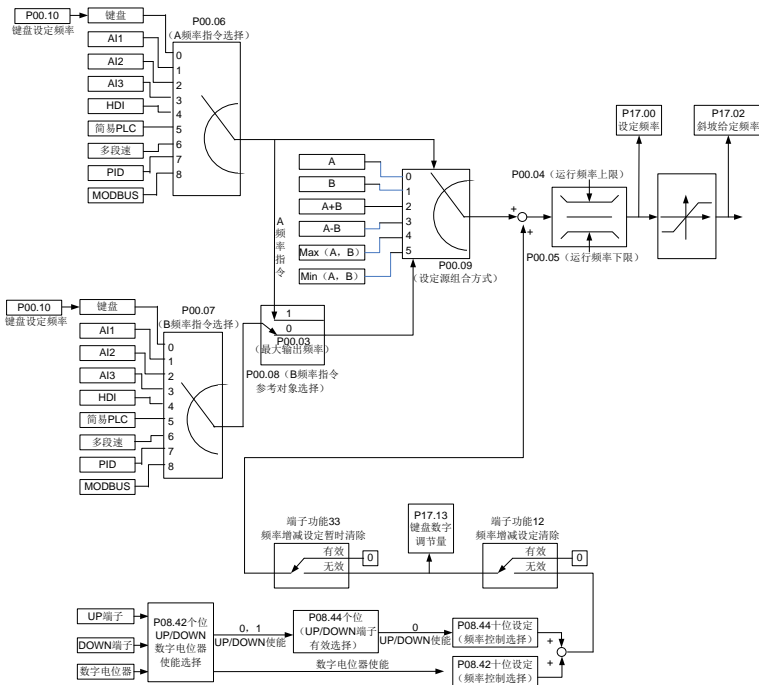 P00.10
键盘设定频率
键盘
AI1
AI2
AI3
HDI
简易PLC
多段速
PID
MODBUS
P00.06
（A频率指令选择）
0
1
2
3
4
5
6
7
8
A频率指令
A
B
A+B
A-B
Max（A，B）
Min（A，B）
0
1
2
3
4
5
P00.09
（设定源组合方式）
+
+
P00.04（运行频率上限）
P00.05（运行频率下限）
P17.00
设定频率
P17.02
斜坡给定频率
P00.10
键盘设定频率
键盘
AI1
AI2
AI3
HDI
简易PLC
多段速
PID
MODBUS
P00.07
（B频率指令选择）
0
1
2
3
4
5
6
7
8
1
0
P00.03
（最大输出频率）
P00.08（B频率指令
参考对象选择）
端子功能33
频率增减设定暂时清除
有效
无效
0
P17.13
键盘数字
调节量
端子功能12
频率增减设定清除
有效
无效
0
UP端子
DOWN端子
数字电位器
P08.42个位
UP/DOWN
数字电位器
使能选择
0，1
UP/DOWN使能
P08.44个位
（UP/DOWN端子
有效选择）
0
UP/DOWN使能
P08.44十位设定
（频率控制选择）
数字电位器使能
P08.42十位设定
（频率控制选择）
+
+